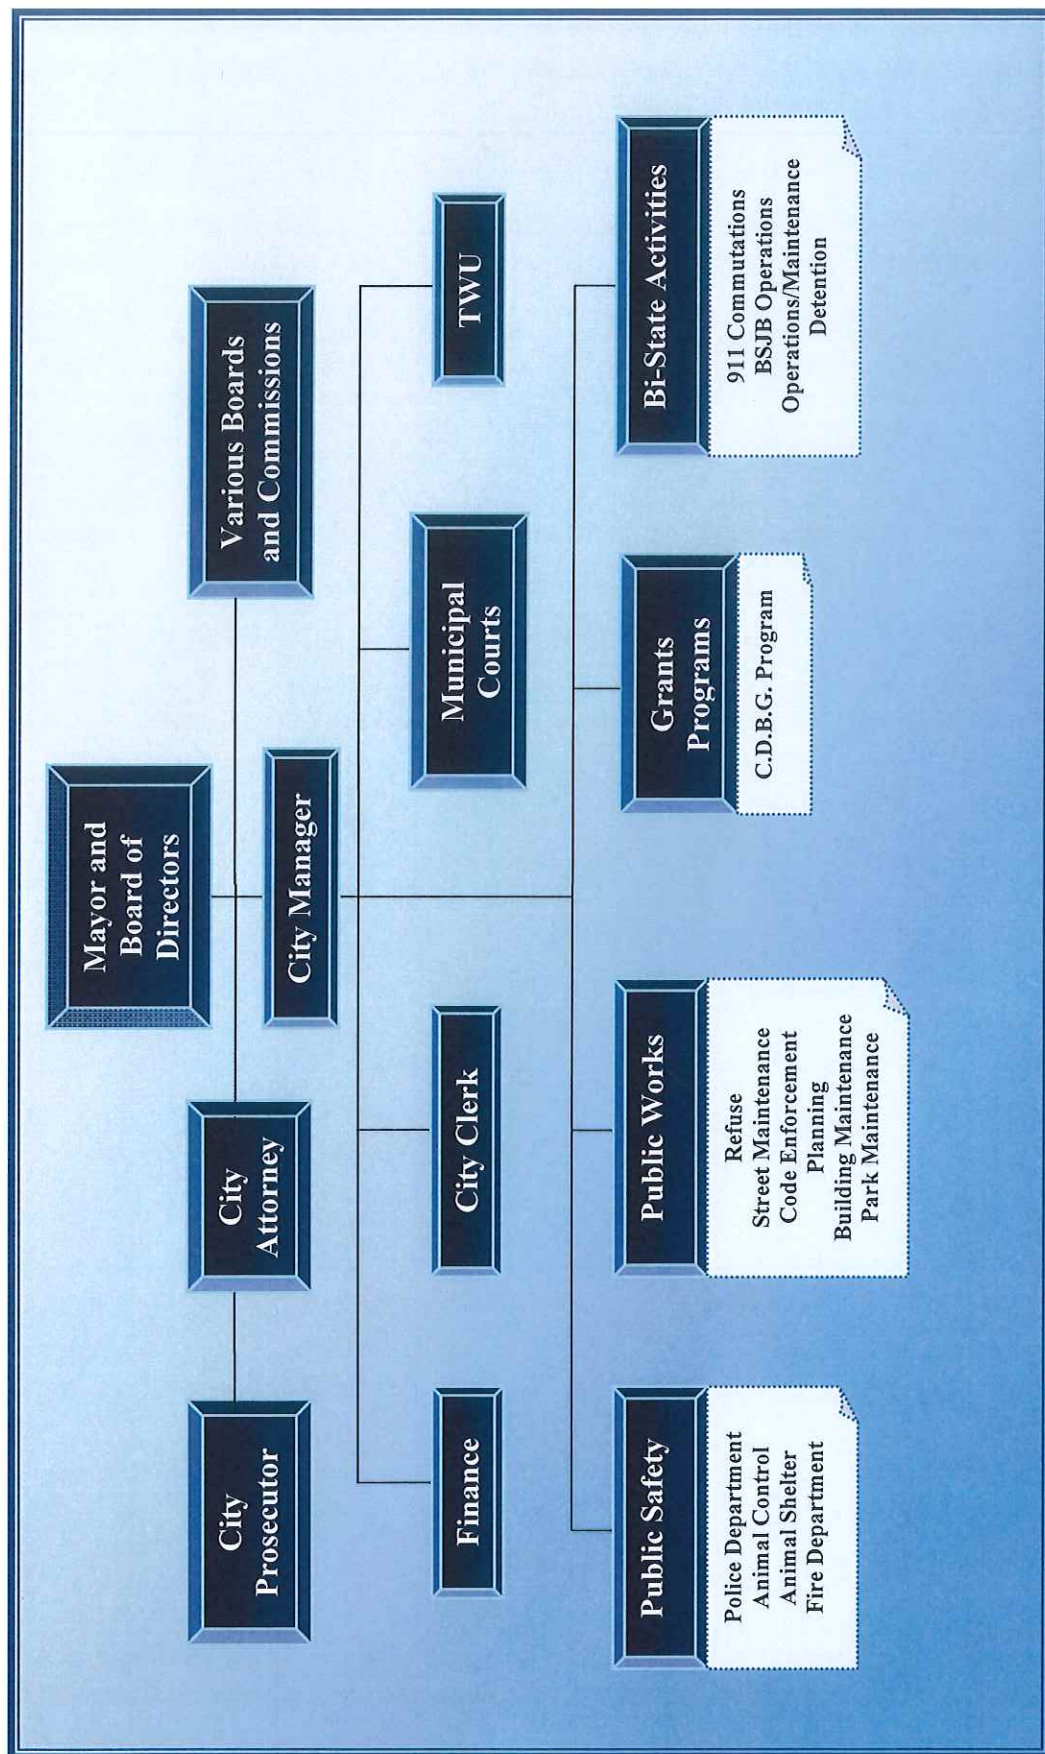 Mayor and
Board of
Directors
City
Prosecutor
City
Attorney
Various Boards
and Commissions
City Manager
Finance
City Clerk
Municipal
Courts
TWU
Public Safety
Police Department
Animal Control
Animal Shelter
Fire Department
Public Works
Refuse
Street Maintenance
Code Enforcement
Planning
Building Maintenance
Park Maintenance
Grants
Programs
C.D.B.G. Program
Bi-State Activities
911 Commutations
BSJB Operations
Operations/Maintenance
Detention